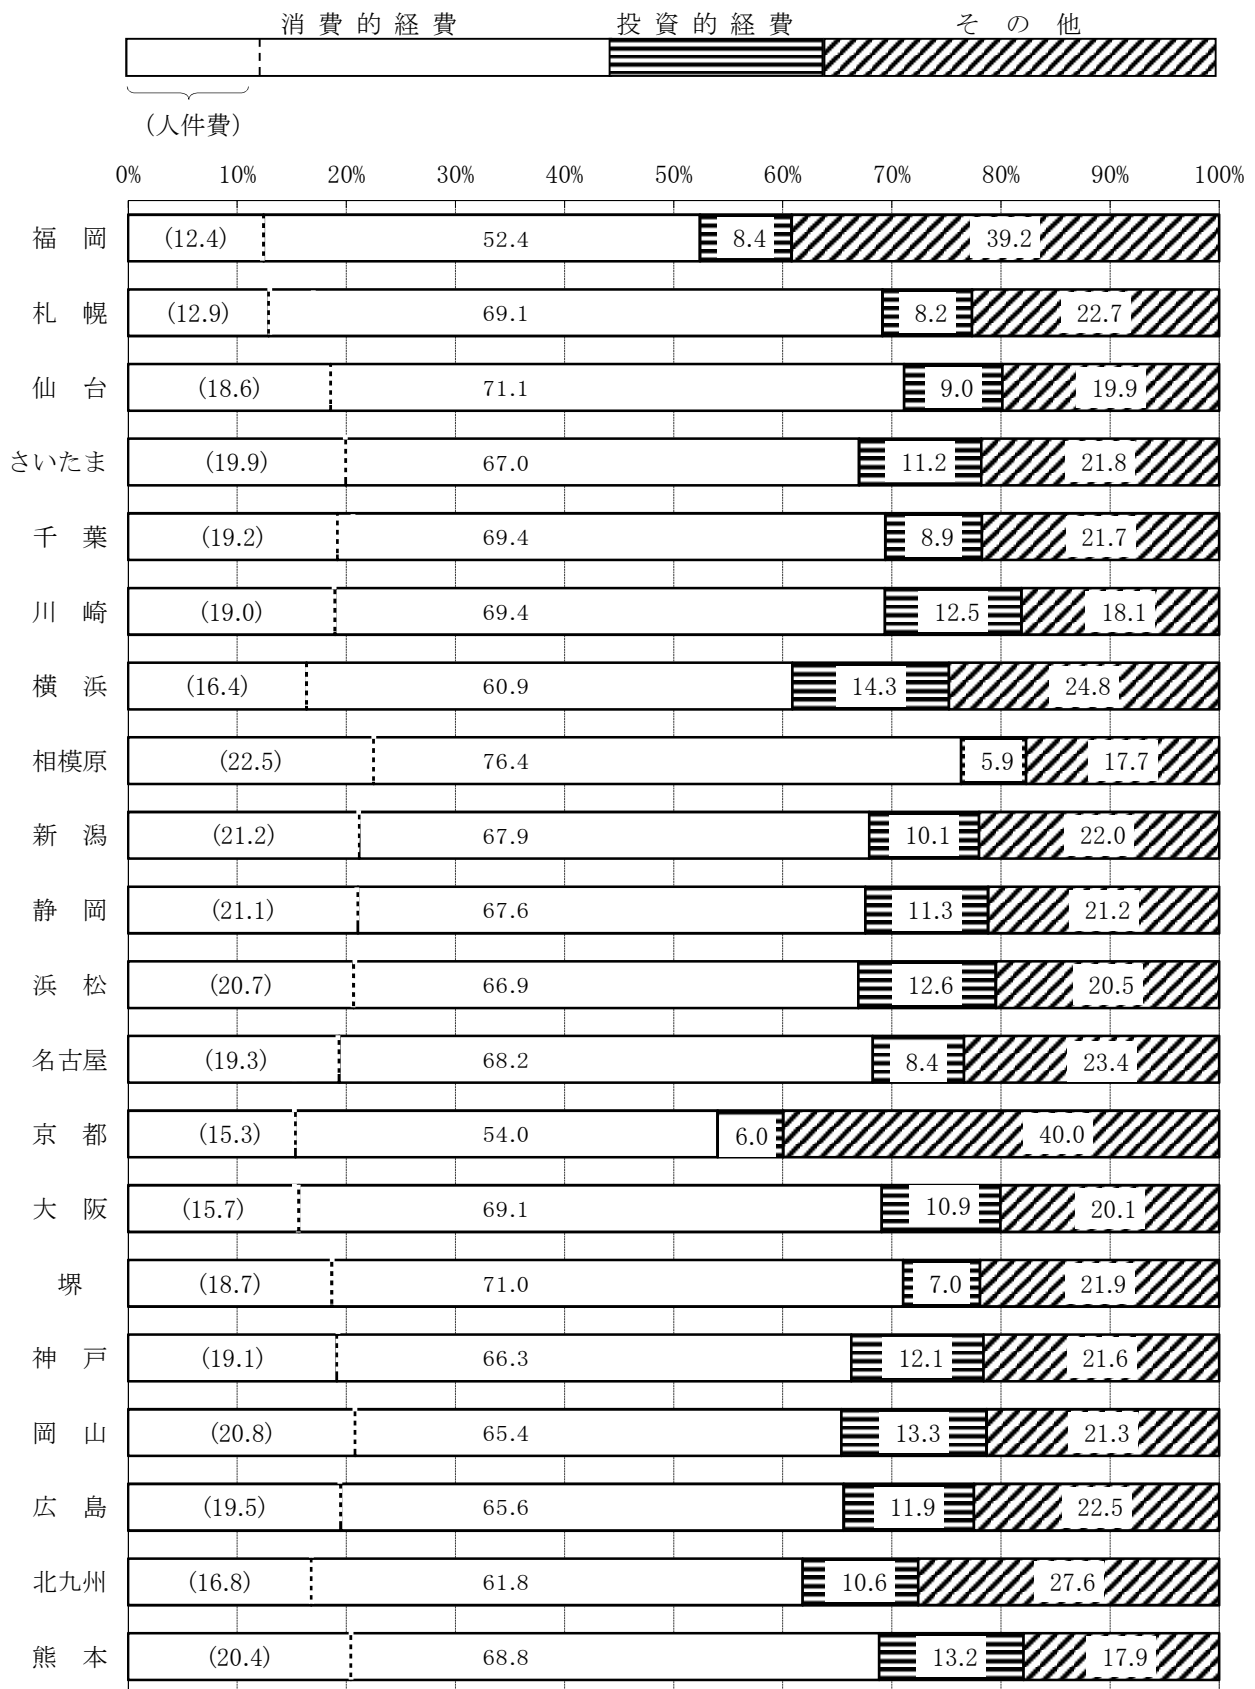 消費的経費 投資的経費 その他
(人件費)
0% 10% 20% 30% 40% 50% 60% 70% 80% 90% 100%
福岡 (12.4) 52.4 8.4 39.2
札幌 (12.9) 69.1 8.2 22.7
仙台 (18.6) 71.1 9.0 19.9
さいたま (19.9) 67.0 11.2 21.8
千葉 (19.2) 69.4 8.9 21.7
川崎 (19.0) 69.4 12.5 18.1
横浜 (16.4) 60.9 14.3 24.8
相模原 (22.5) 76.4 5.9 17.7
新潟 (21.2) 67.9 10.1 22.0
静岡 (21.1) 67.6 11.3 21.2
浜松 (20.7) 66.9 12.6 20.5
名古屋 (19.3) 68.2 8.4 23.4
京都 (15.3) 54.0 6.0 40.0
大阪 (15.7) 69.1 10.9 20.1
堺 (18.7) 71.0 7.0 21.9
神戸 (19.1) 66.3 12.1 21.6
岡山 (20.8) 65.4 13.3 21.3
広島 (19.5) 65.6 11.9 22.5
北九州 (16.8) 61.8 10.6 27.6
熊本 (20.4) 68.8 13.2 17.9